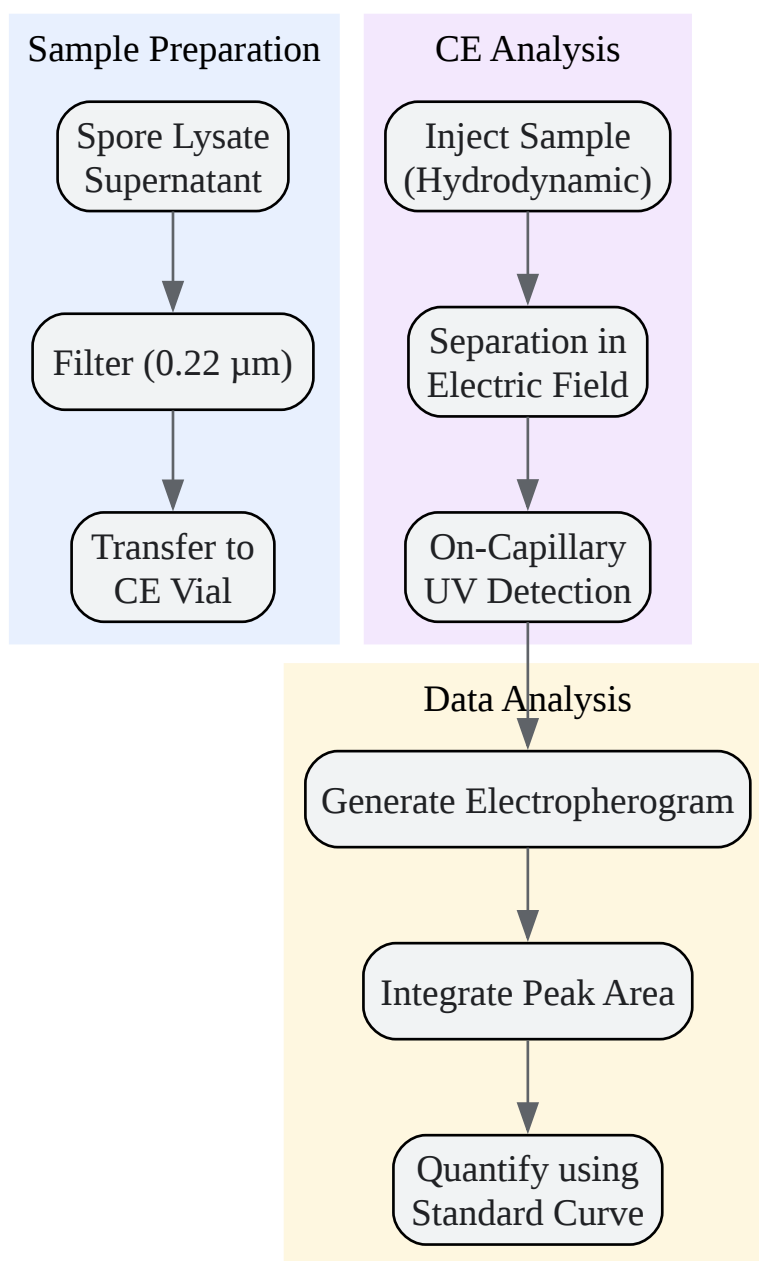 Sample Preparation
Spore Lysate
Supernatant
Filter (0.22 µm)
Transfer to
CE Vial
CE Analysis
Inject Sample
(Hydrodynamic)
Separation in
Electric Field
On-Capillary
UV Detection
Data Analysis
Generate Electropherogram
Integrate Peak Area
Quantify using
Standard Curve